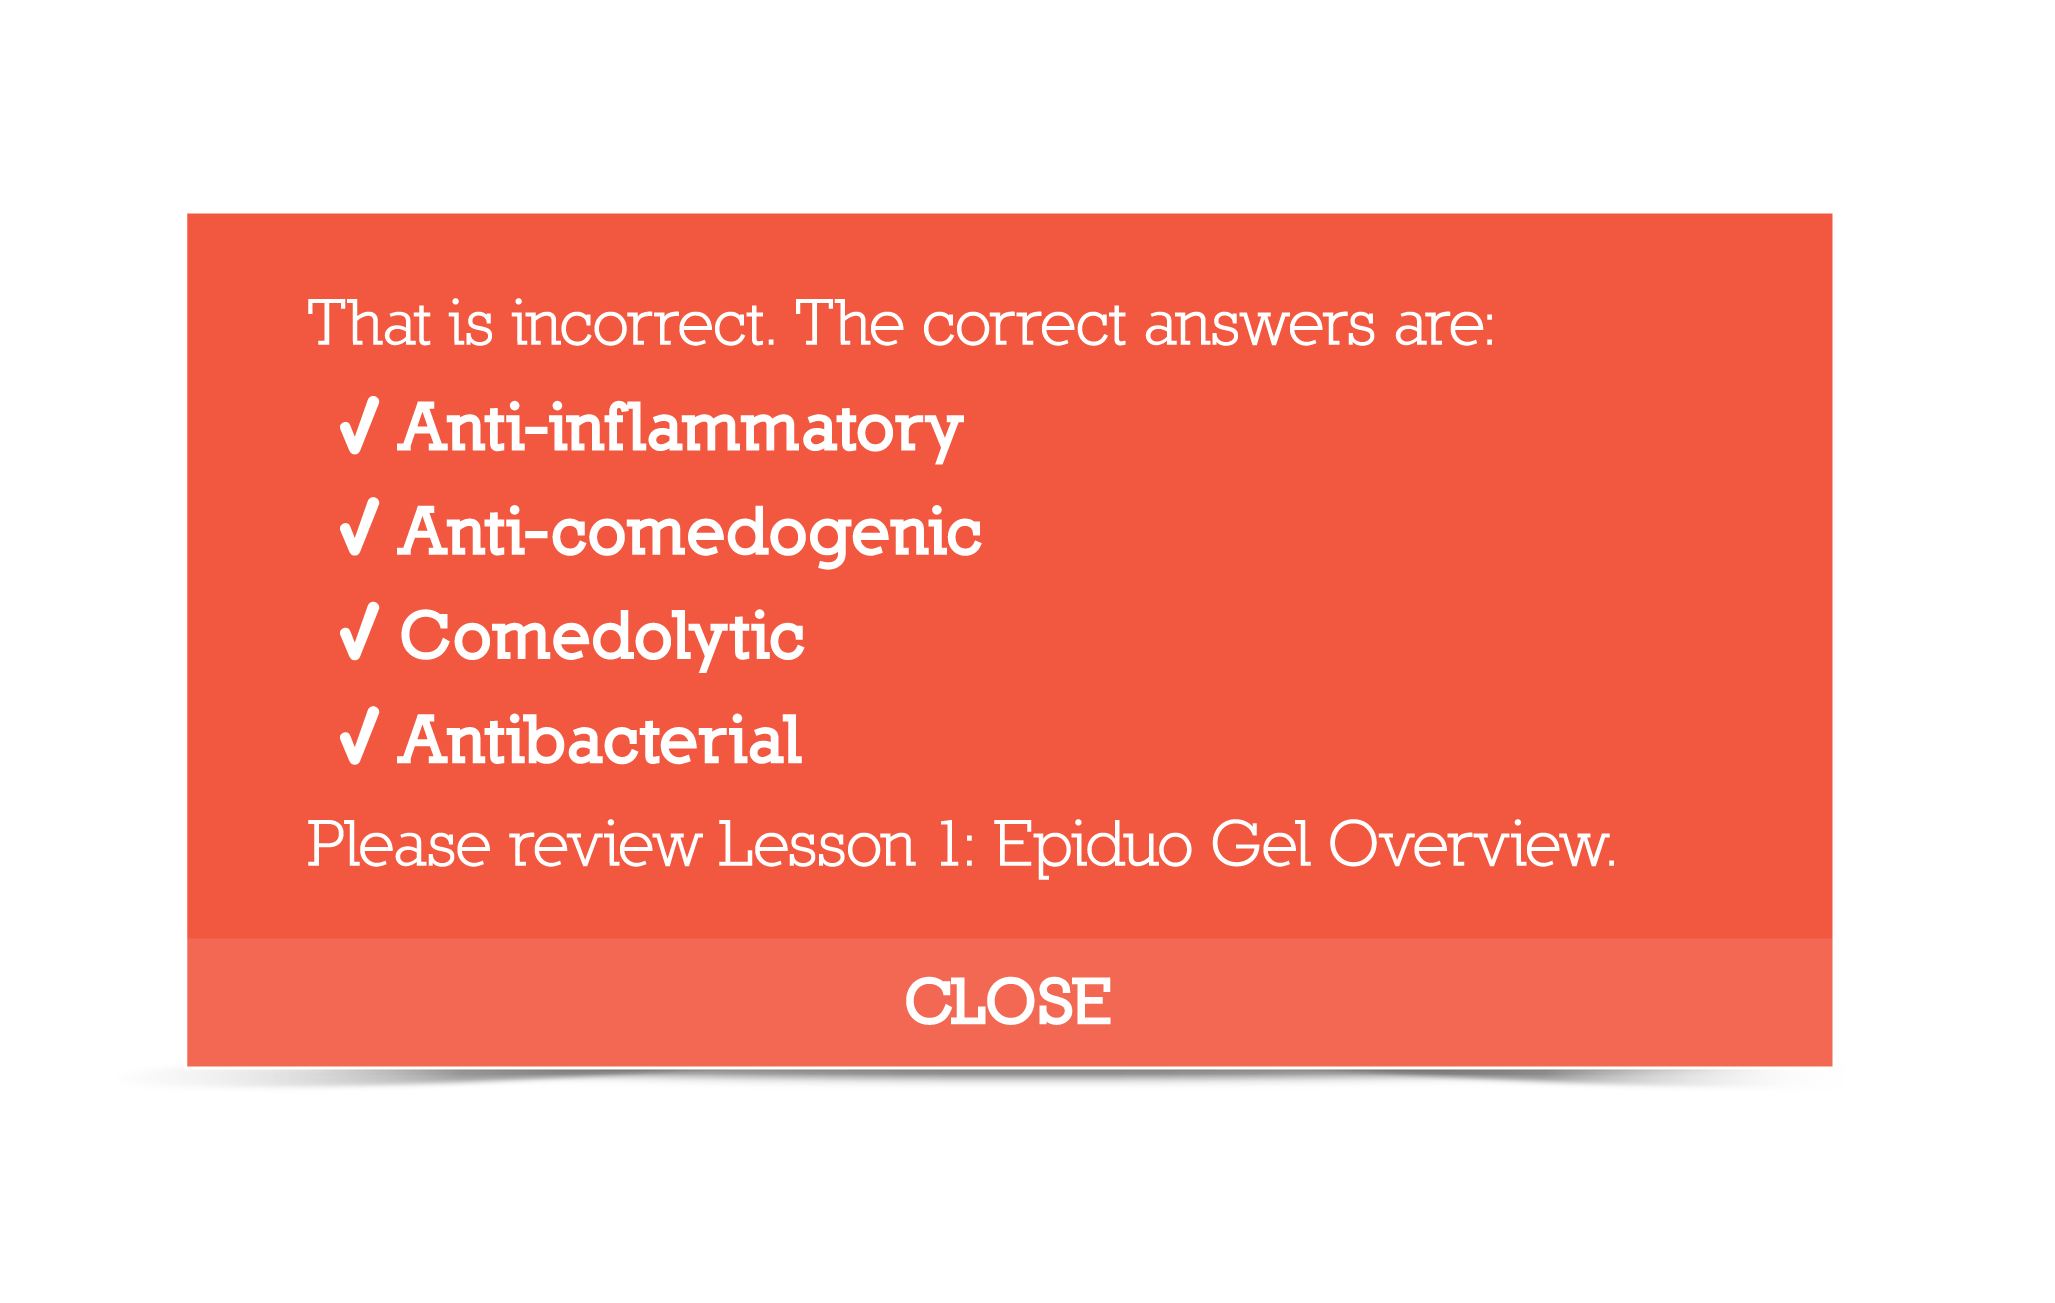 That is incorrect. The correct answers are:
✓ Anti-inflammatory
✓ Anti-comedogenic
✓ Comedolytic
✓ Antibacterial
Please review Lesson 1: Epiduo Gel Overview.
CLOSE